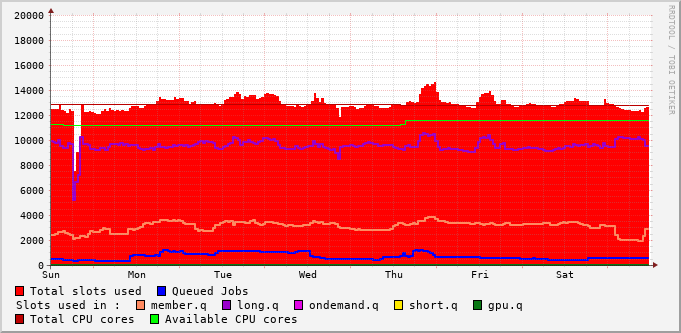 RRDTOOL / TOBI OETIKER
20000
18000
16000
14000
12000
10000
8000
6000
4000
2000
0
Sun Mon Tue Wed Thu Fri Sat
Total slots used Queued Jobs
Slots used in : member.q long.q ondemand.q short.q gpu.q
Total CPU cores Available CPU cores